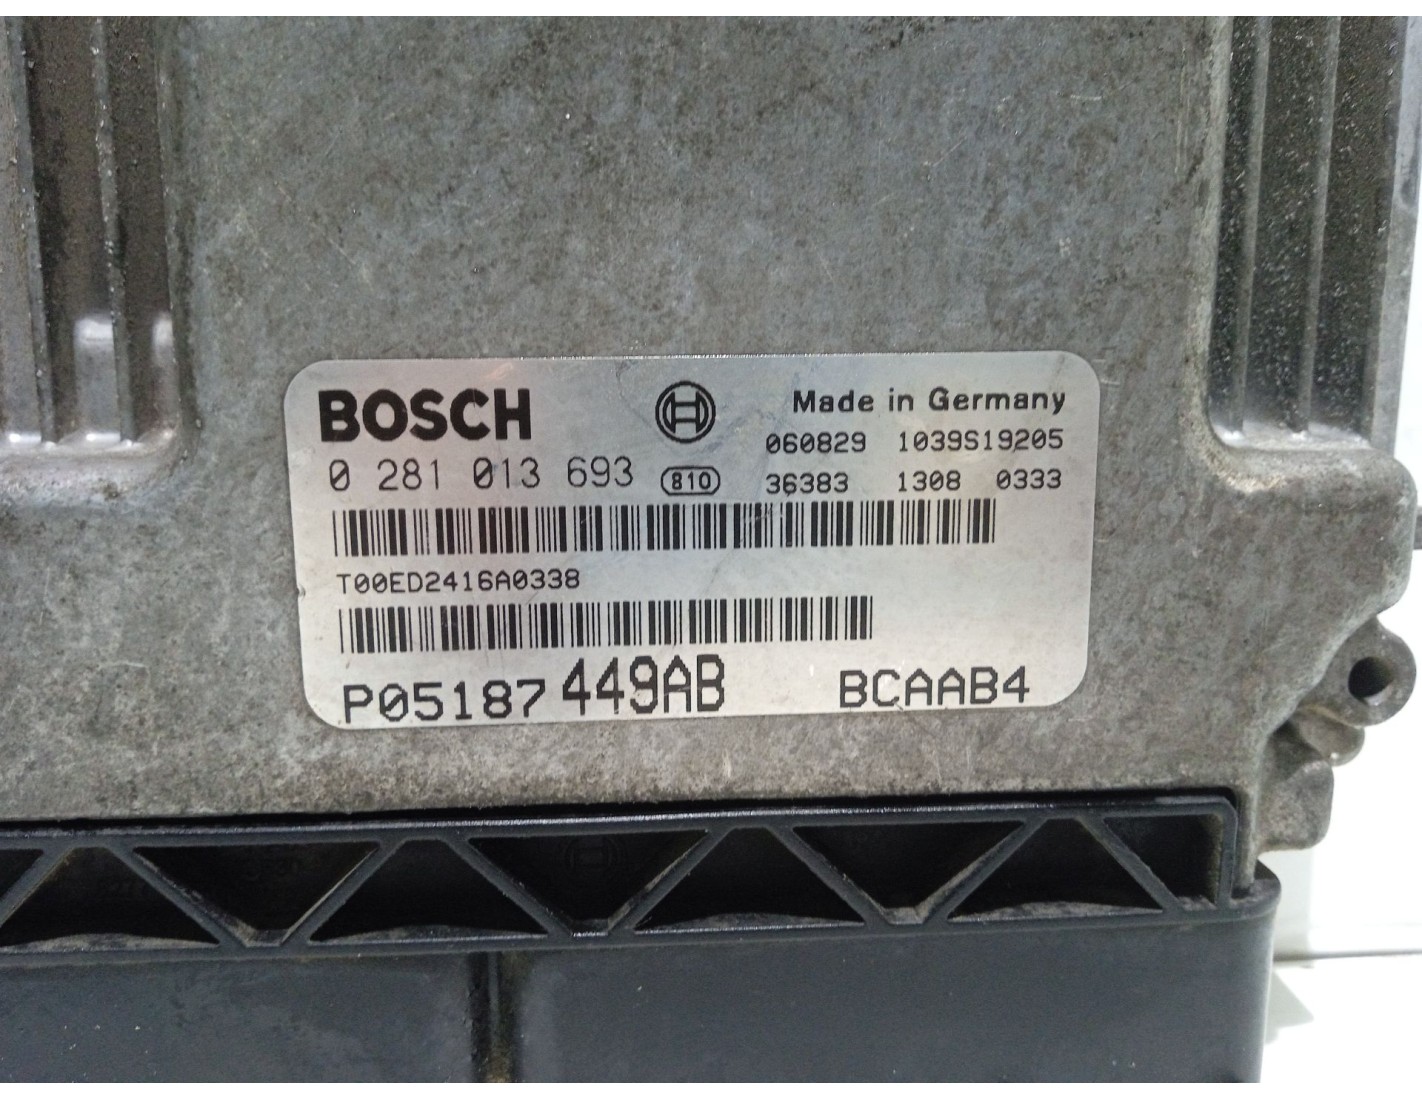 BOSCH
Made in Germany
060829 1039S19205
0 281 013 693 810 36383 1308 0333
T00ED2416A0338
P05187449AB BCAAB4